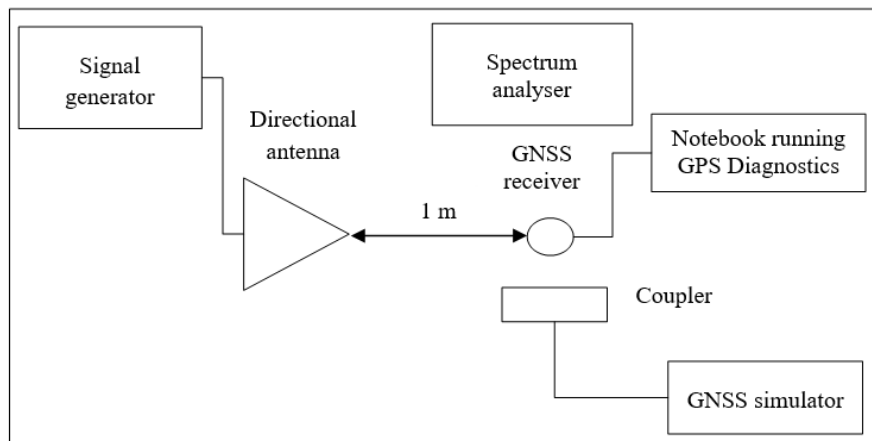 Signal
generator
Directional
antenna
Spectrum
analyser
GNSS
receiver
Notebook running
GPS Diagnostics
1 m
Coupler
GNSS simulator